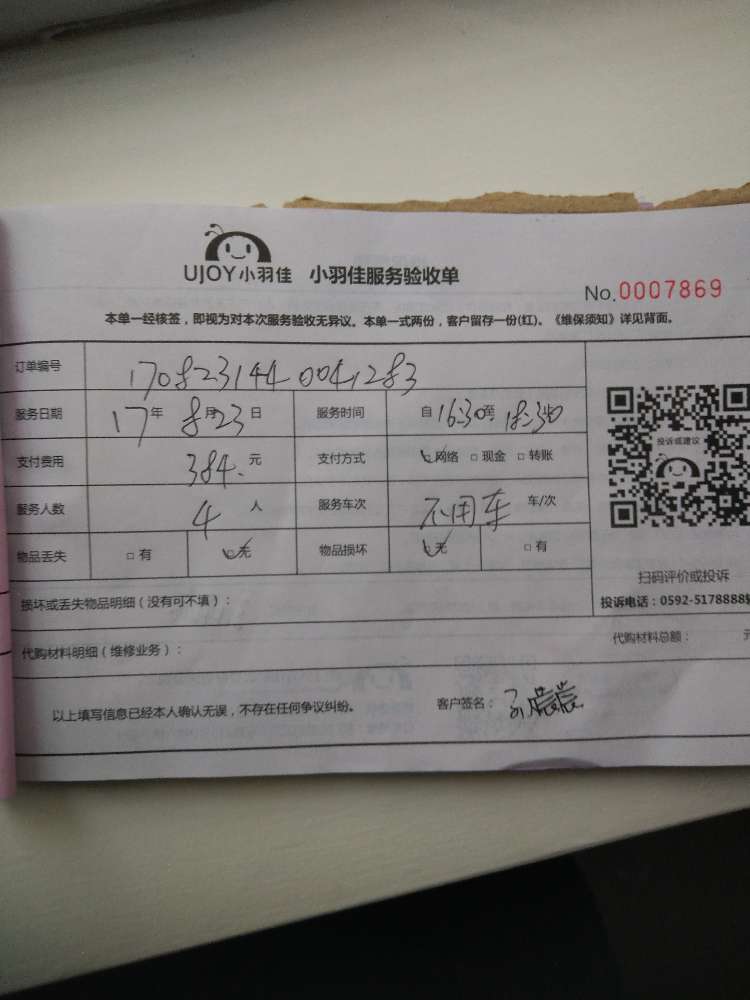 UJOY小羽佳 小羽佳服务验收单
No.0007869
本单一经核签，即视为对本次服务验收无异议。本单一式两份，客户留存一份(红)。《维保须知》详见背面。
订单编号 1708231440041283
服务日期 17年8月23日 服务时间 自16:30至18:30
支付费用 384.元 支付方式 网络 □现金 □转账
服务人数 4人 服务车次 不用车 车/次
物品丢失 □有 无 物品损坏 无 □有
投诉或建议
扫码评价或投诉
投诉电话：0592-5178888
损坏或丢失物品明细（没有可不填）：
代购材料明细（维修业务）： 代购材料总额： 元
以上填写信息已经本人确认无误，不存在任何争议纠纷。 客户签名：